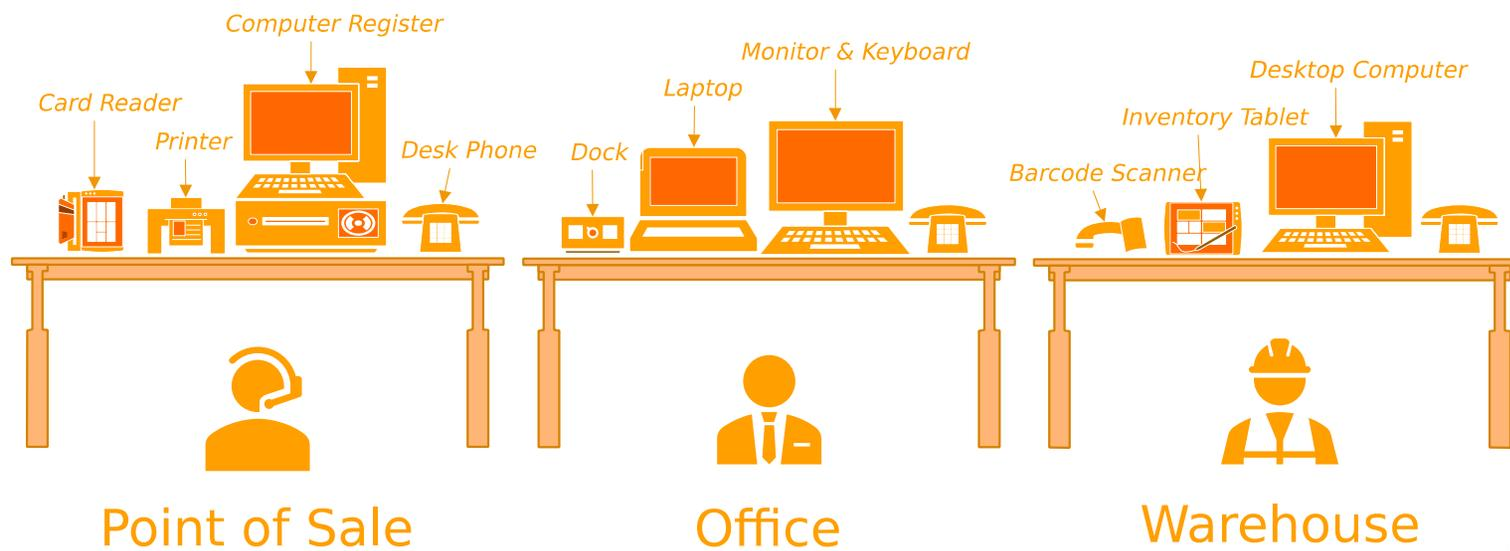 Computer Register
Card Reader
Printer
Desk Phone
Point of Sale
Monitor & Keyboard
Laptop
Dock
Office
Desktop Computer
Inventory Tablet
Barcode Scanner
Warehouse